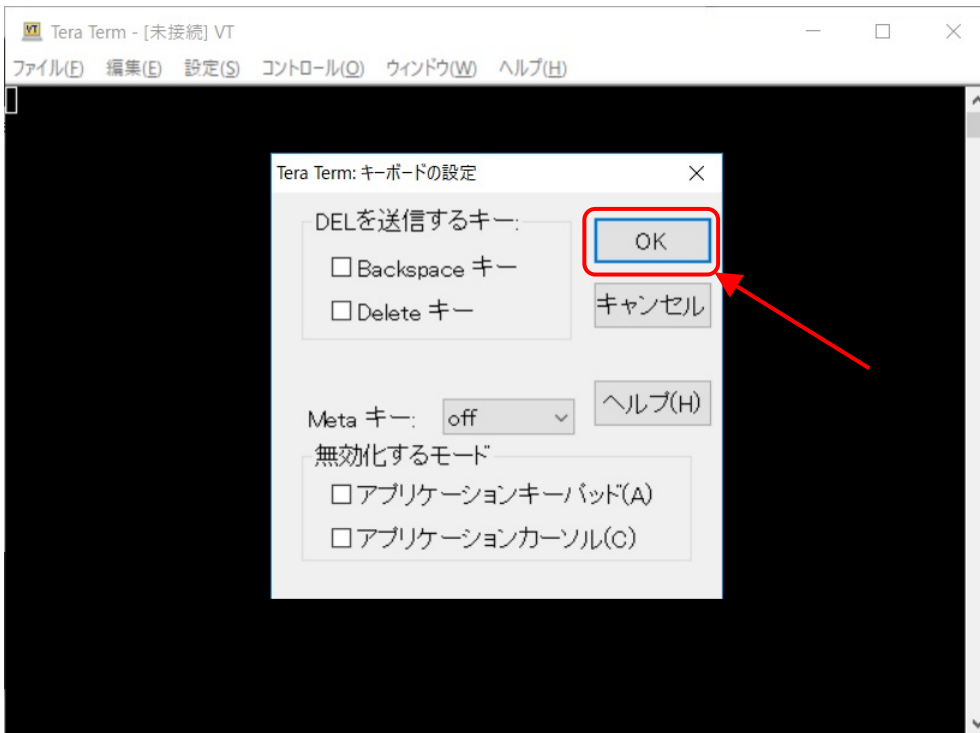 Tera Term - [未接続] VT
ファイル(F) 編集(E) 設定(S) コントロール(O) ウィンドウ(W) ヘルプ(H)
Tera Term: キーボードの設定
DELを送信するキー:
OK
Backspace キー
キャンセル
Delete キー
ヘルプ(H)
Meta キー: off
無効化するモード
アプリケーションキーパッド(A)
アプリケーションカーソル(C)